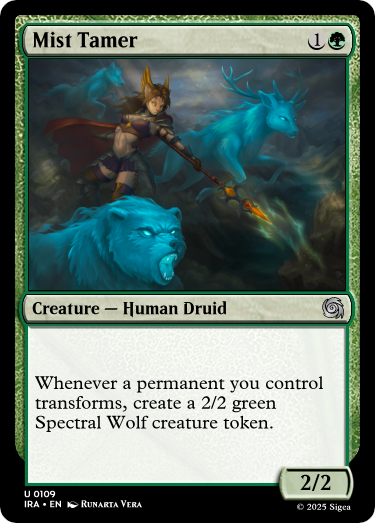 Mist Tamer 1
Creature — Human Druid
Whenever a permanent you control
transforms, create a 2/2 green
Spectral Wolf creature token.
2/2
U 0109
IRA • EN Runarta Vera
© 2025 Sigea